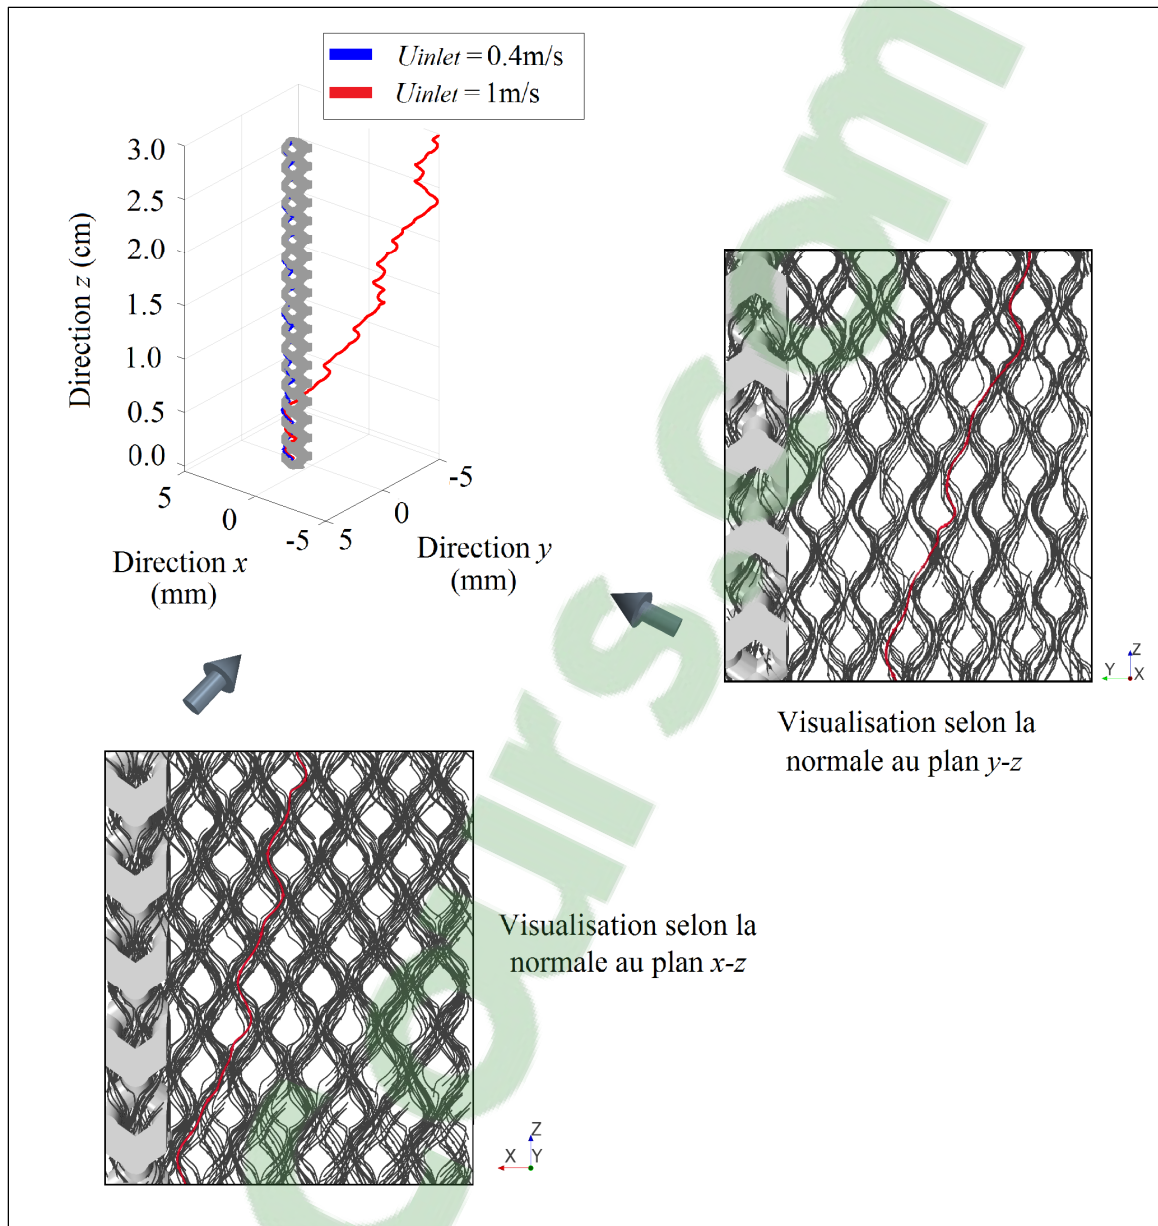 Uinlet = 0.4m/s
Uinlet = 1m/s
3.0
2.5
2.0
1.5
1.0
0.5
0.0
Direction z (cm)
5
0
-5
Direction x
(mm)
5
0
-5
Direction y
(mm)
Z
Y
X
Visualisation selon la
normale au plan y-z
Visualisation selon la
normale au plan x-z
Z
X
Y
Cours.com